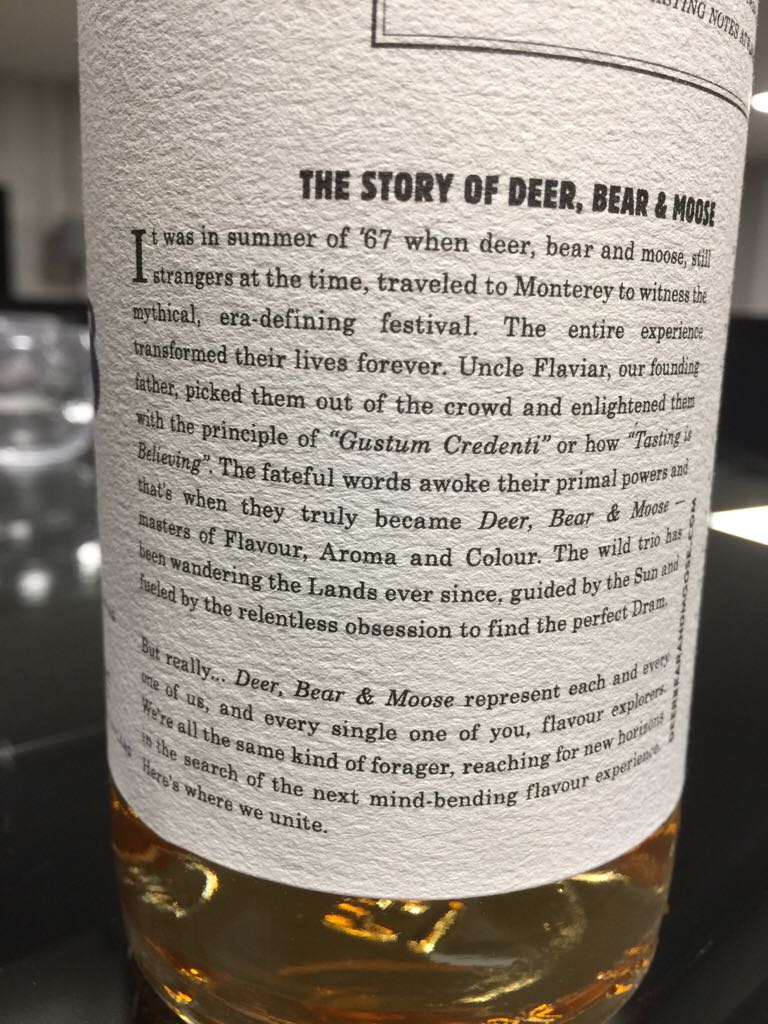 TASTING NOTES AT
THE STORY OF DEER, BEAR & MOOSE
It was in summer of '67 when deer, bear and moose, still
strangers at the time, traveled to Monterey to witness the
mythical, era-defining festival. The entire experience
transformed their lives forever. Uncle Flaviar, our founding
father, picked them out of the crowd and enlightened them
with the principle of "Gustum Credenti" or how "Tasting is
Believing". The fateful words awoke their primal powers and
that's when they truly became Deer, Bear & Moose –
masters of Flavour, Aroma and Colour. The wild trio has
been wandering the Lands ever since, guided by the Sun and
fueled by the relentless obsession to find the perfect Dram.
But really... Deer, Bear & Moose represent each and every
one of us, and every single one of you, flavour explorers.
We're all the same kind of forager, reaching for new horizons
in the search of the next mind-bending flavour experience.
Here's where we unite.
DEERBEARANDMOOSE.COM